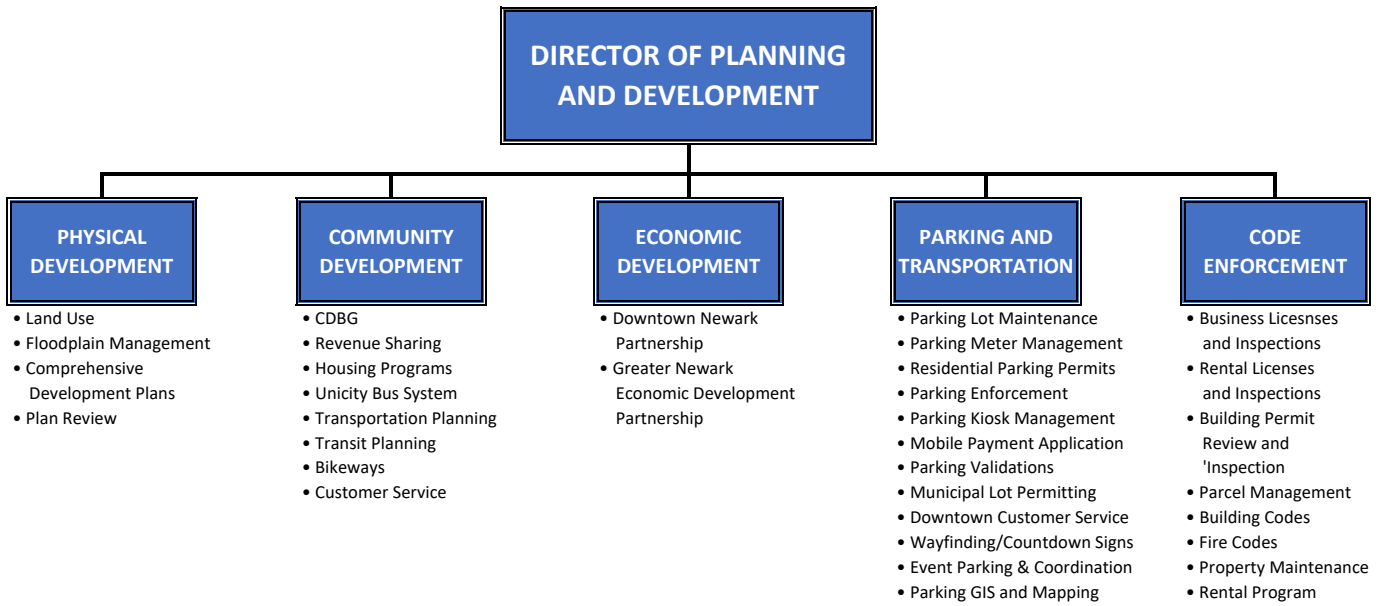 DIRECTOR OF PLANNING
AND DEVELOPMENT
PHYSICAL
DEVELOPMENT
• Land Use
• Floodplain Management
• Comprehensive
Development Plans
• Plan Review
COMMUNITY
DEVELOPMENT
• CDBG
• Revenue Sharing
• Housing Programs
• Unicity Bus System
• Transportation Planning
• Transit Planning
• Bikeways
• Customer Service
ECONOMIC
DEVELOPMENT
• Downtown Newark
Partnership
• Greater Newark
Economic Development
Partnership
PARKING AND
TRANSPORTATION
• Parking Lot Maintenance
• Parking Meter Management
• Residential Parking Permits
• Parking Enforcement
• Parking Kiosk Management
• Mobile Payment Application
• Parking Validations
• Municipal Lot Permitting
• Downtown Customer Service
• Wayfinding/Countdown Signs
• Event Parking & Coordination
• Parking GIS and Mapping
CODE
ENFORCEMENT
• Business Licesnses
and Inspections
• Rental Licenses
and Inspections
• Building Permit
Review and
'Inspection
• Parcel Management
• Building Codes
• Fire Codes
• Property Maintenance
• Rental Program